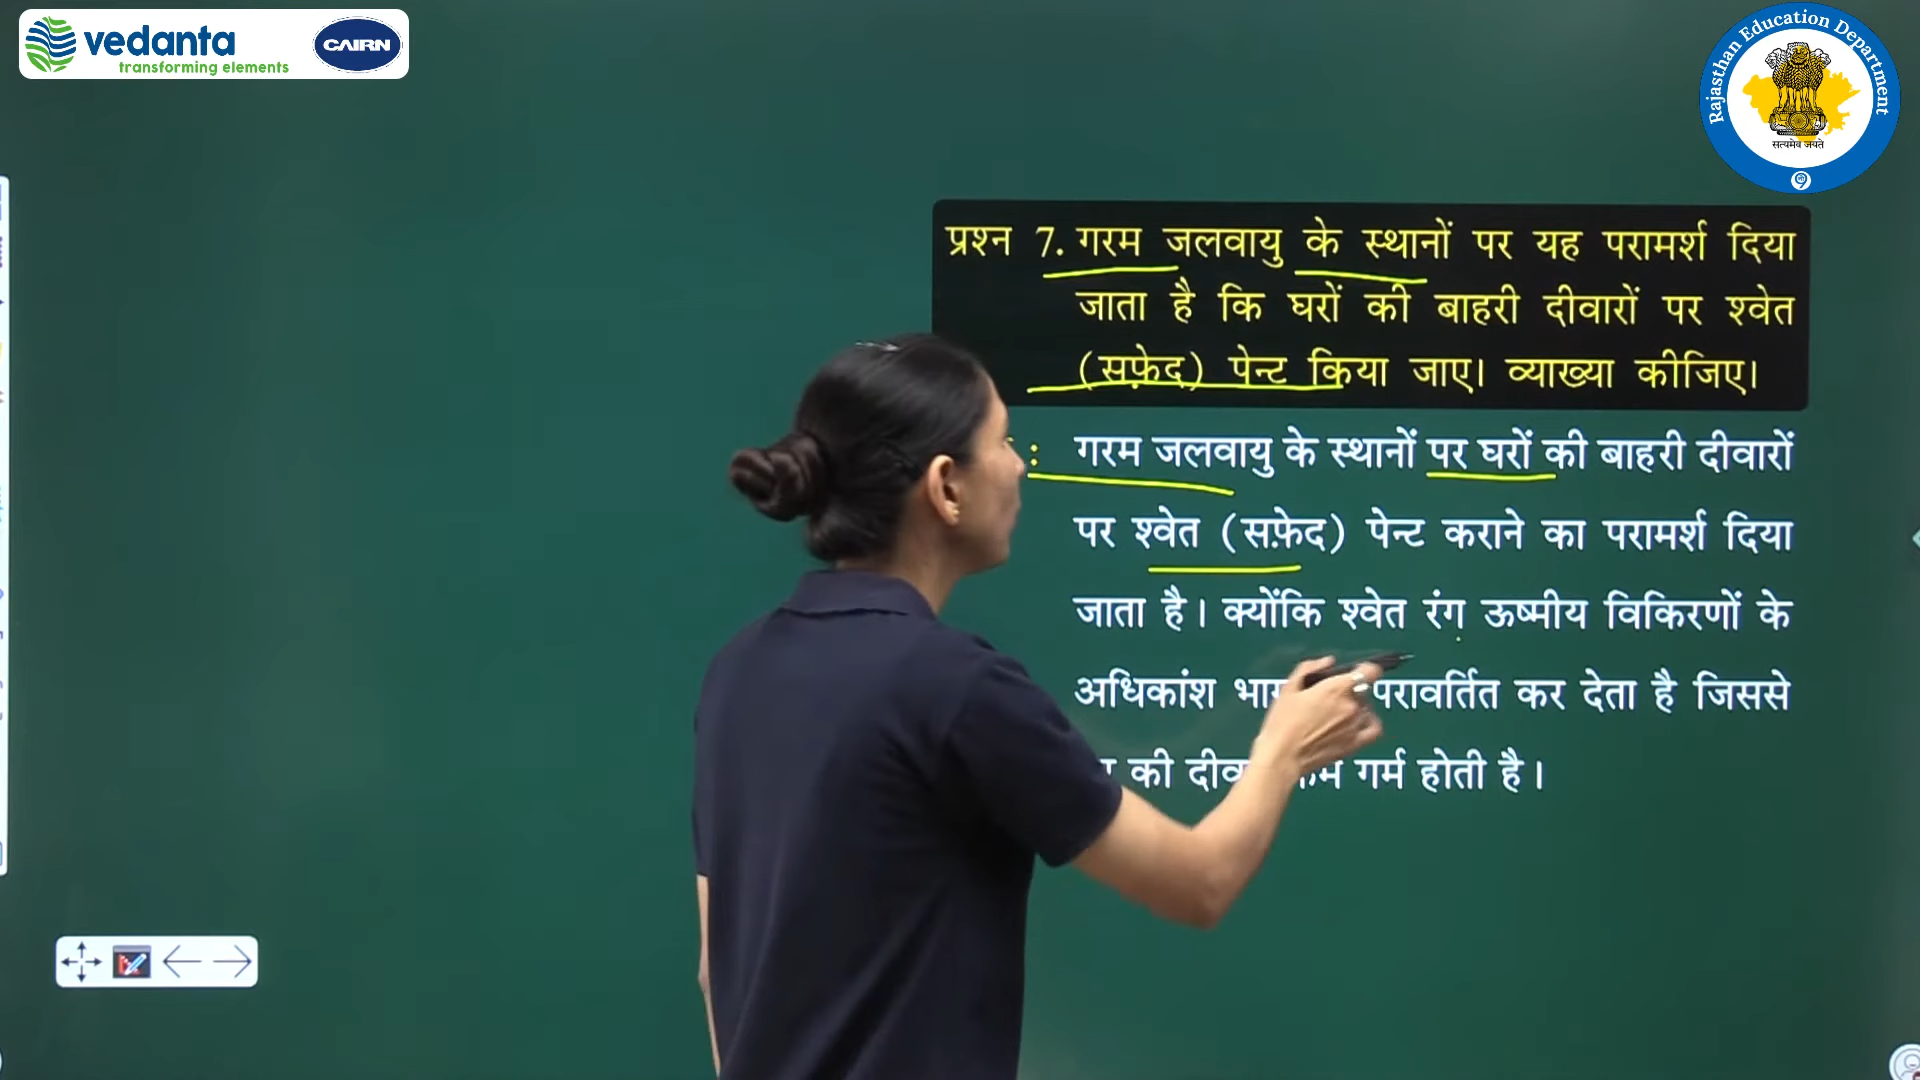 vedanta
transforming elements
CAIRN
Rajasthan Education Department
सत्यमेव जयते
प्रश्न 7. गरम जलवायु के स्थानों पर यह परामर्श दिया
जाता है कि घरों की बाहरी दीवारों पर श्वेत
(सफ़ेद) पेन्ट किया जाए। व्याख्या कीजिए।
: गरम जलवायु के स्थानों पर घरों की बाहरी दीवारों
पर श्वेत (सफ़ेद) पेन्ट कराने का परामर्श दिया
जाता है। क्योंकि श्वेत रंग ऊष्मीय विकिरणों के
अधिकांश परावर्तित कर देता है जिससे
की गर्म होती है।